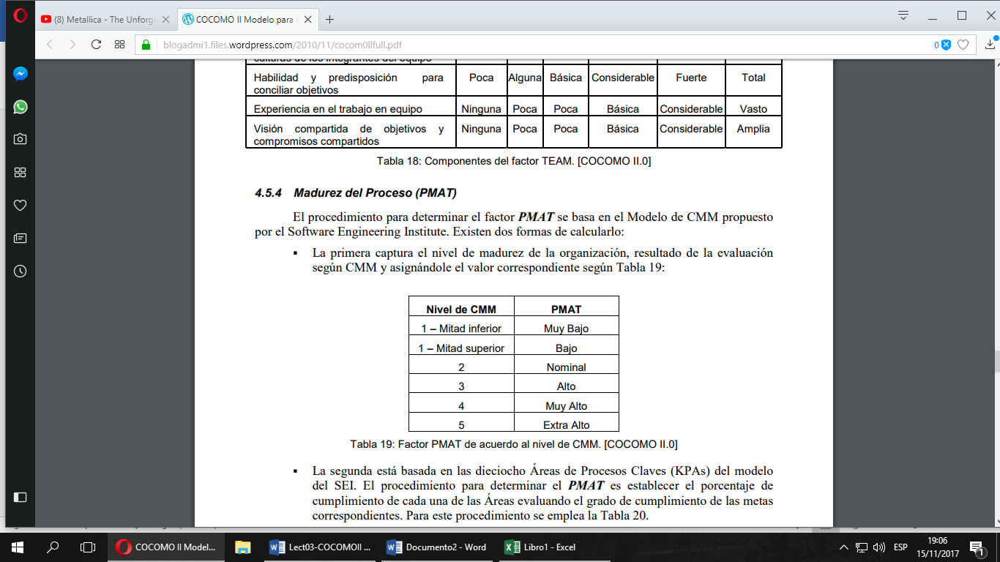 (8) Metallica - The Unforgi
COCOMO II Modelo para
blogadmi1.files.wordpress.com/2010/11/cocom0llfull.pdf
0
culturas de los integrantes del equipo
Habilidad y predisposición para conciliar objetivos Poca Alguna Básica Considerable Fuerte Total
Experiencia en el trabajo en equipo Ninguna Poca Poca Básica Considerable Vasto
Visión compartida de objetivos y compromisos compartidos Ninguna Poca Poca Básica Considerable Amplia
Tabla 18: Componentes del factor TEAM. [COCOMO II.0]
4.5.4 Madurez del Proceso (PMAT)
El procedimiento para determinar el factor PMAT se basa en el Modelo de CMM propuesto
por el Software Engineering Institute. Existen dos formas de calcularlo:
▪ La primera captura el nivel de madurez de la organización, resultado de la evaluación
según CMM y asignándole el valor correspondiente según Tabla 19:
Nivel de CMM PMAT
1 – Mitad inferior Muy Bajo
1 – Mitad superior Bajo
2 Nominal
3 Alto
4 Muy Alto
5 Extra Alto
Tabla 19: Factor PMAT de acuerdo al nivel de CMM. [COCOMO II.0]
▪ La segunda está basada en las dieciocho Áreas de Procesos Claves (KPAs) del modelo
del SEI. El procedimiento para determinar el PMAT es establecer el porcentaje de
cumplimiento de cada una de las Áreas evaluando el grado de cumplimiento de las metas
correspondientes. Para este procedimiento se emplea la Tabla 20.
COCOMO II Model...
Lect03-COCOMOII ...
Documento2 - Word
Libro1 - Excel
ESP
19:06
15/11/2017
1